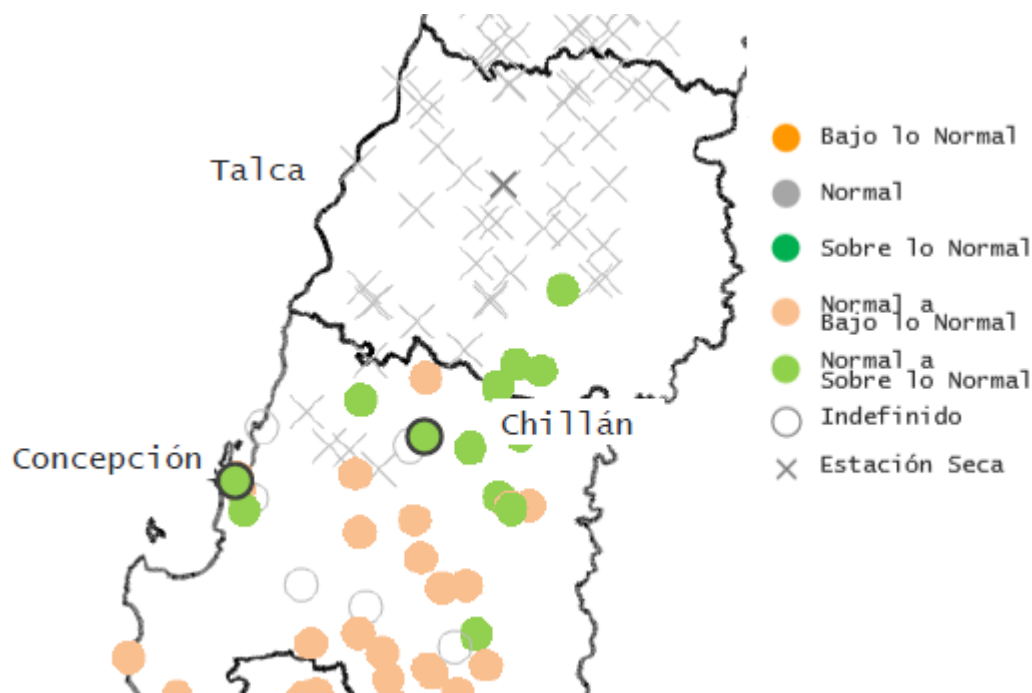 Talca
Chillán
Concepción
Bajo lo Normal
Normal
Sobre lo Normal
Normal a
Bajo lo Normal
Normal a
Sobre lo Normal
Indefinido
Estación Seca